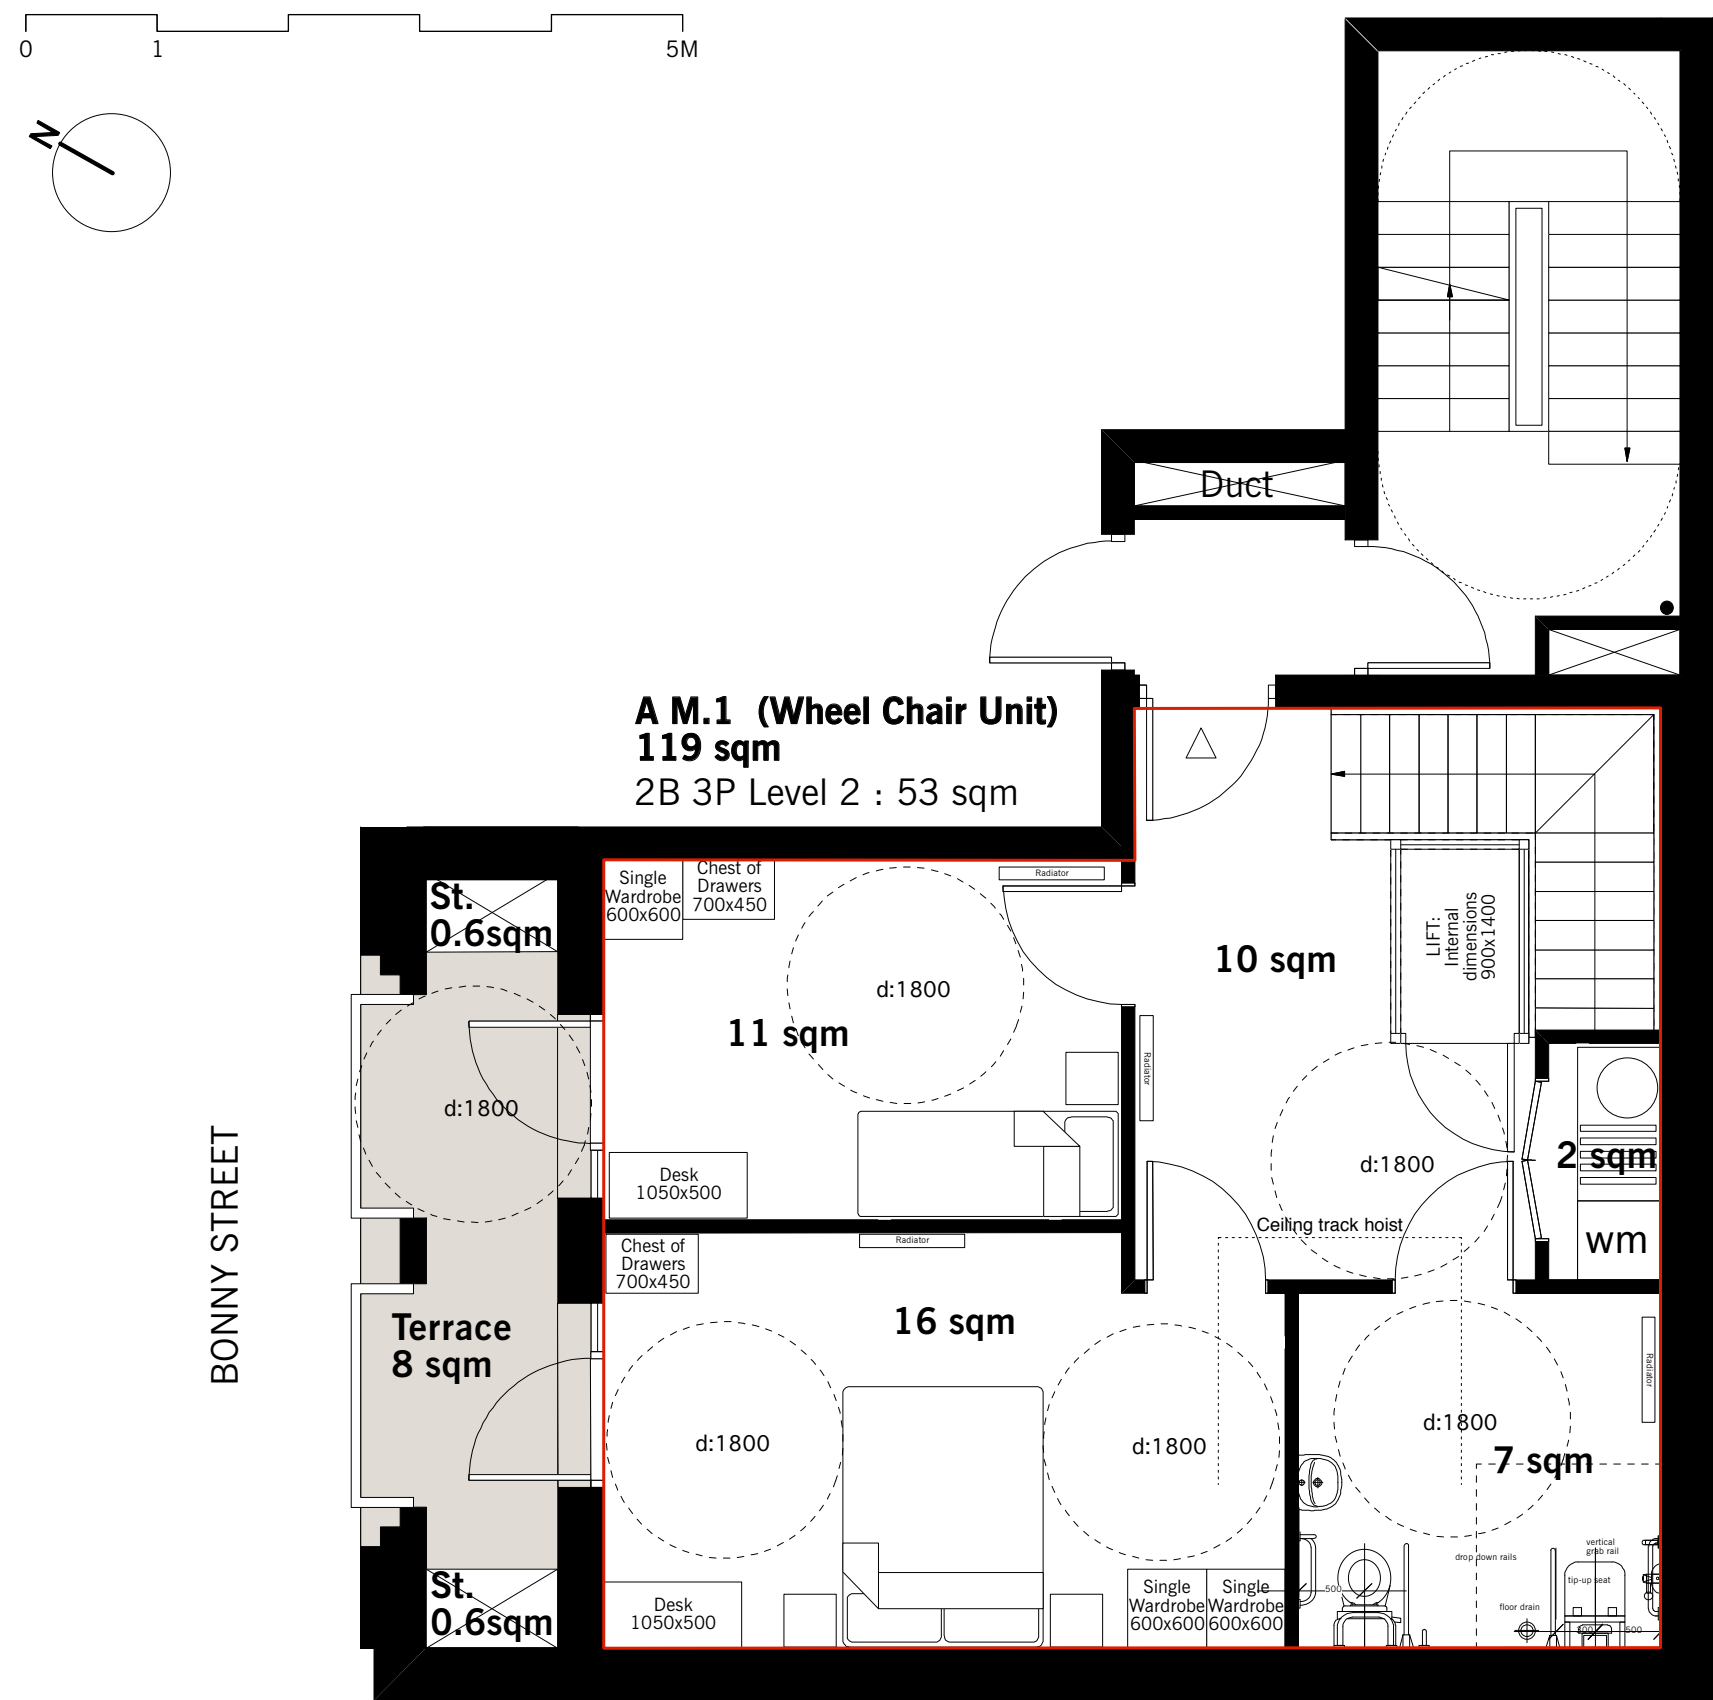 0 1 5M
N
Duct
A M.1 (Wheel Chair Unit)
119 sqm
2B 3P Level 2 : 53 sqm
St.
0.6sqm
Single
Wardrobe
600x600
Chest of
Drawers
700x450
Radiator
d:1800
11 sqm
10 sqm
LIFT:
Internal
dimensions
900x1400
Radiator
d:1800
Desk
1050x500
d:1800
2 sqm
wm
Ceiling track hoist
BONNY STREET
Terrace
8 sqm
Chest of
Drawers
700x450
Radiator
16 sqm
d:1800
d:1800
d:1800
7 sqm
Radiator
St.
0.6sqm
Desk
1050x500
Single
Wardrobe
600x600
Single
Wardrobe
600x600
500
drop down rails
vertical
grab rail
tip-up seat
floor drain
300
500